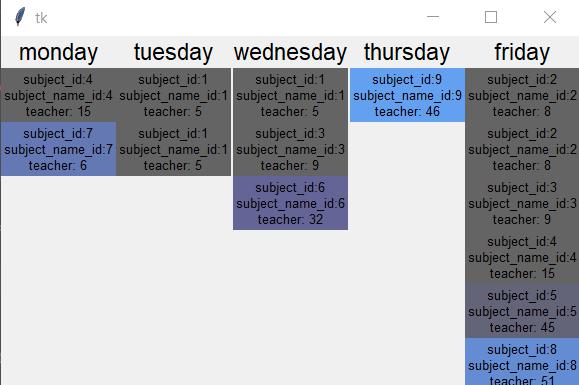 tk
monday tuesday wednesday thursday friday
subject_id:4 subject_id:1 subject_id:1 subject_id:9 subject_id:2
subject_name_id:4 subject_name_id:1 subject_name_id:1 subject_name_id:9 subject_name_id:2
teacher: 15 teacher: 5 teacher: 5 teacher: 46 teacher: 8
subject_id:7 subject_id:1 subject_id:3 subject_id:2
subject_name_id:7 subject_name_id:1 subject_name_id:3 subject_name_id:2
teacher: 6 teacher: 5 teacher: 9 teacher: 8
subject_id:6 subject_id:3
subject_name_id:6 subject_name_id:3
teacher: 32 teacher: 9
subject_id:4
subject_name_id:4
teacher: 15
subject_id:5
subject_name_id:5
teacher: 45
subject_id:8
subject_name_id:8
teacher: 51